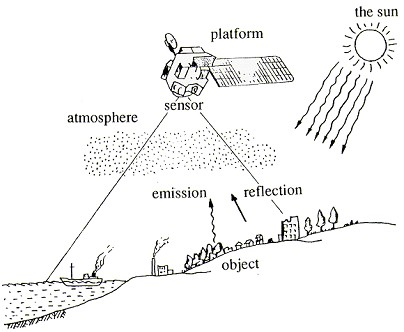 the sun
platform
sensor
atmosphere
emission
reflection
object